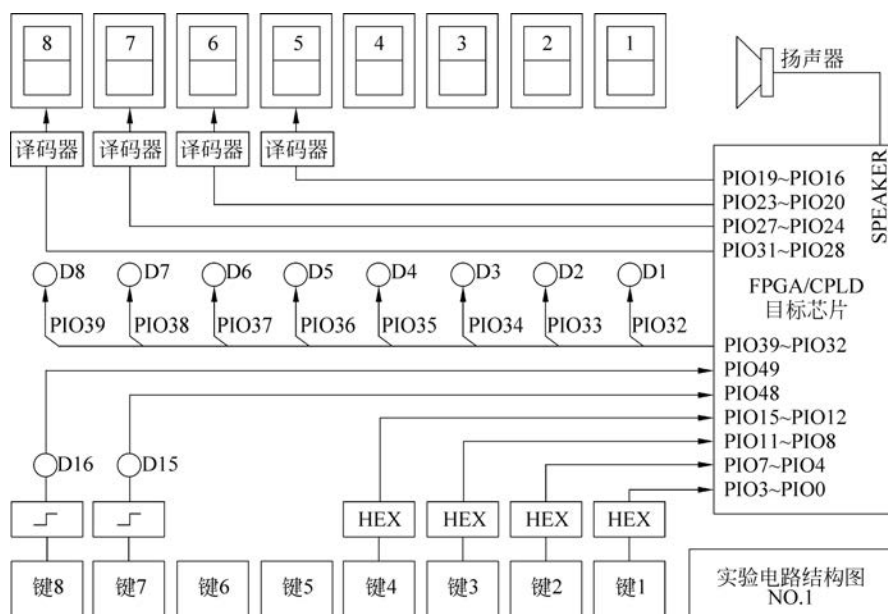 8 7 6 5 4 3 2 1
扬声器
译码器 译码器 译码器 译码器
SPEAKER
PIO19~PIO16
PIO23~PIO20
PIO27~PIO24
PIO31~PIO28
D8 D7 D6 D5 D4 D3 D2 D1
FPGA/CPLD
目标芯片
PIO39 PIO38 PIO37 PIO36 PIO35 PIO34 PIO33 PIO32
PIO39~PIO32
PIO49
PIO48
PIO15~PIO12
PIO11~PIO8
D16 D15
PIO7~PIO4
PIO3~PIO0
HEX HEX HEX HEX
键8 键7 键6 键5 键4 键3 键2 键1
实验电路结构图
NO.1